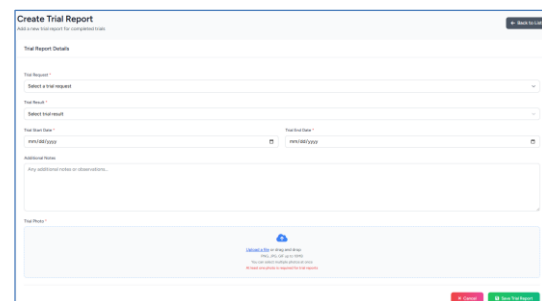 Create Trial Report
Add a new trial report for completed trials
← Back to List
Trial Report Details
Trial Request *
Select a trial request
Trial Result *
Select trial result
Trial Start Date *
Trial End Date *
mm/dd/yyyy
mm/dd/yyyy
Additional Notes
Any additional notes or observations...
Trial Photo *
Upload a file or drag and drop
PNG, JPG, GIF up to 10MB
You can select multiple photos at once
At least one photo is required for trial reports
× Cancel
Save Trial Report